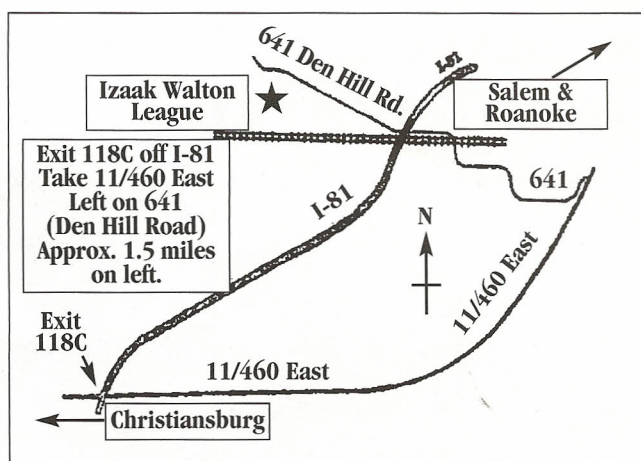 641 Den Hill Rd.
I-81
Izaak Walton
League
Salem &
Roanoke
Exit 118C off I-81
Take 11/460 East
Left on 641
(Den Hill Road)
Approx. 1.5 miles
on left.
I-81
641
N
11/460 East
Exit
118C
11/460 East
Christiansburg